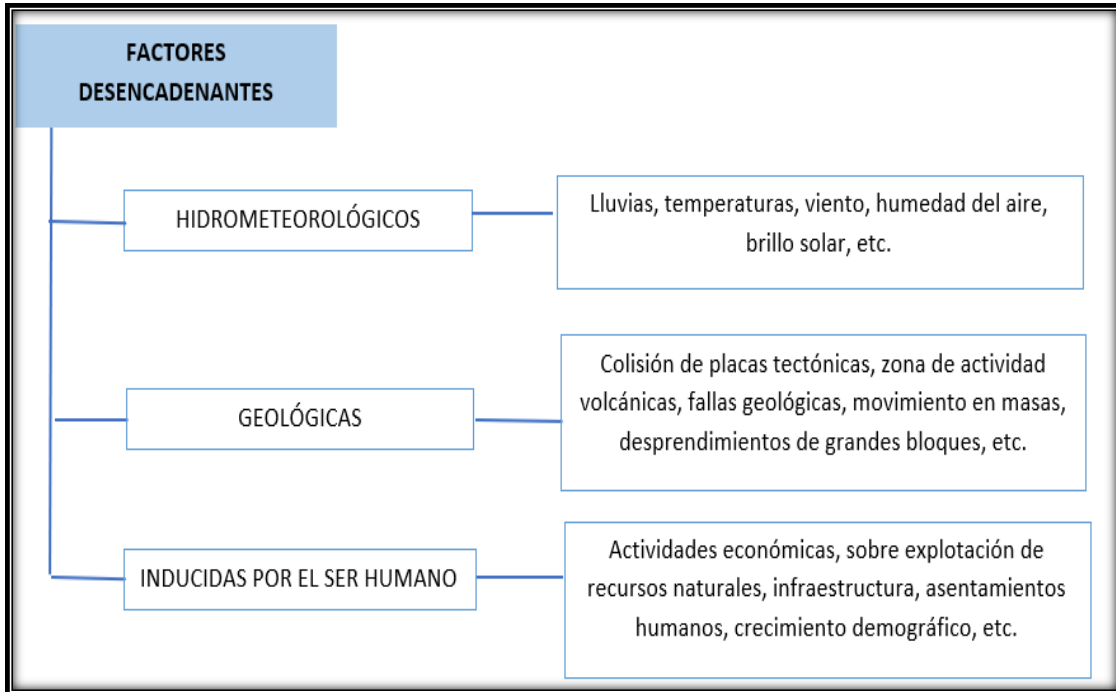 FACTORES
DESENCADENANTES
HIDROMETEOROLÓGICOS
Lluvias, temperaturas, viento, humedad del aire,
brillo solar, etc.
GEOLÓGICAS
Colisión de placas tectónicas, zona de actividad
volcánicas, fallas geológicas, movimiento en masas,
desprendimientos de grandes bloques, etc.
INDUCIDAS POR EL SER HUMANO
Actividades económicas, sobre explotación de
recursos naturales, infraestructura, asentamientos
humanos, crecimiento demográfico, etc.